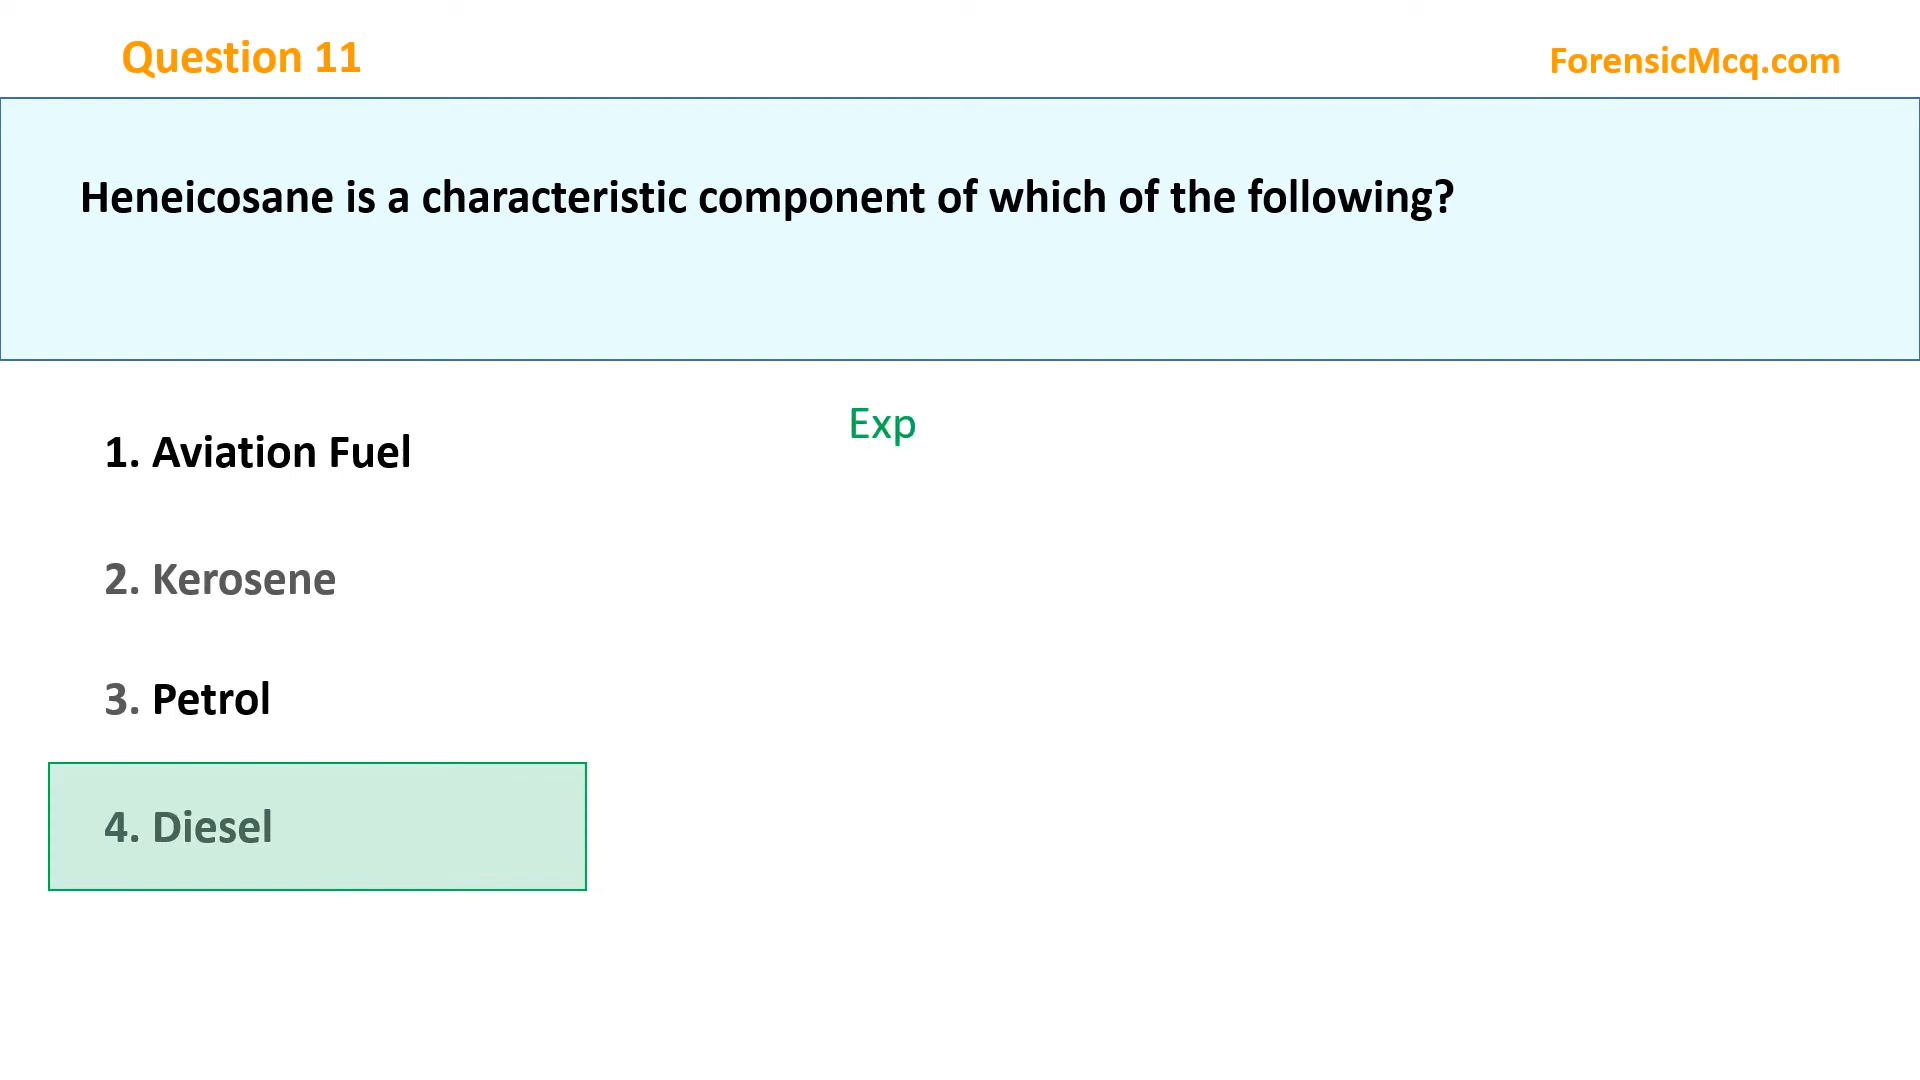 Question 11
ForensicMcq.com
Heneicosane is a characteristic component of which of the following?
Exp
1. Aviation Fuel
2. Kerosene
3. Petrol
4. Diesel